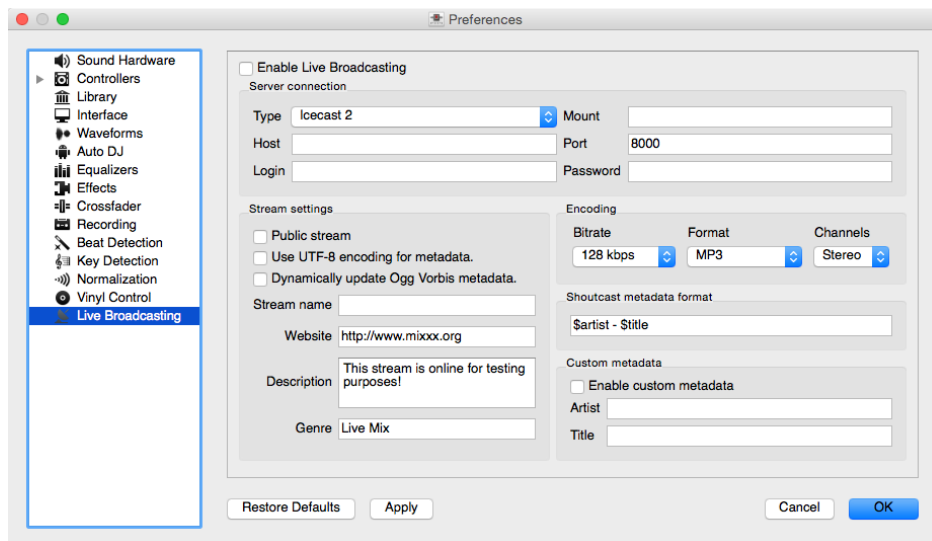 Preferences
Sound Hardware
Controllers
Library
Interface
Waveforms
Auto DJ
Equalizers
Effects
Crossfader
Recording
Beat Detection
Key Detection
Normalization
Vinyl Control
Live Broadcasting
Enable Live Broadcasting
Server connection
Type Icecast 2 Mount
Host Port 8000
Login Password
Stream settings
Public stream
Use UTF-8 encoding for metadata.
Dynamically update Ogg Vorbis metadata.
Stream name
Website http://www.mixxx.org
Description This stream is online for testing
purposes!
Genre Live Mix
Encoding
Bitrate Format Channels
128 kbps MP3 Stereo
Shoutcast metadata format
$artist - $title
Custom metadata
Enable custom metadata
Artist
Title
Restore Defaults Apply Cancel OK